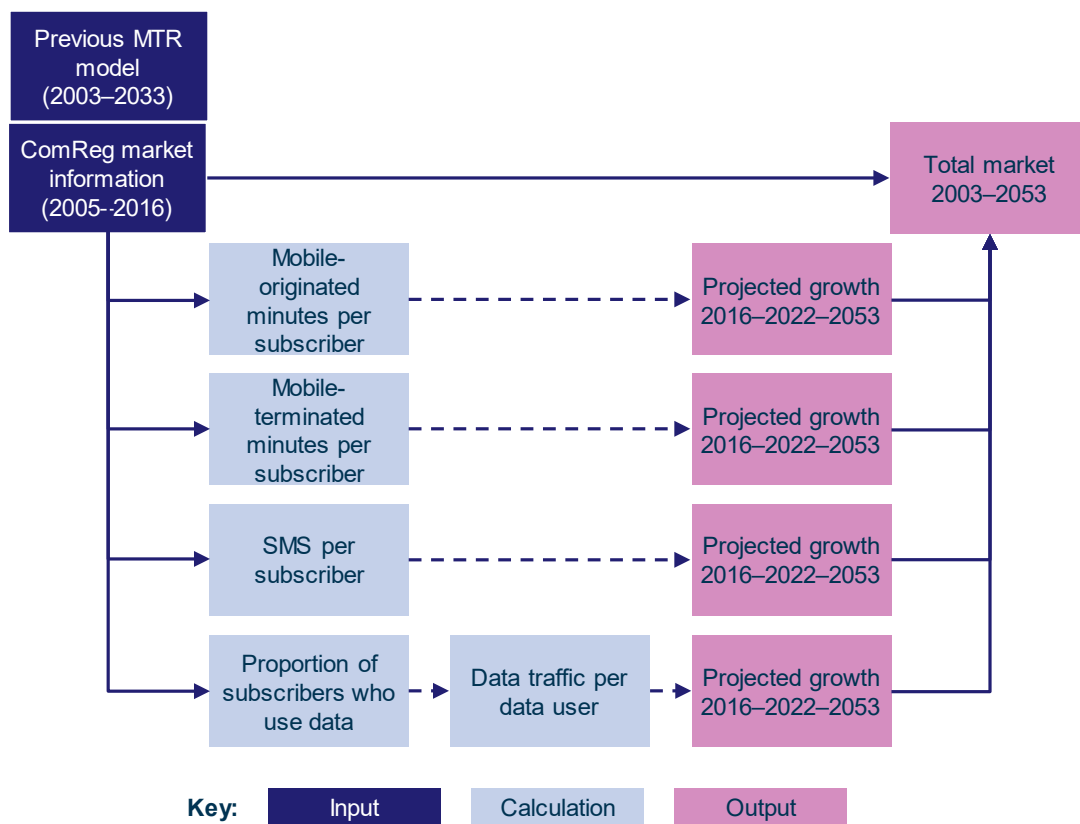 Previous MTR
model
(2003–2033)
ComReg market
information
(2005--2016)
Total market
2003–2053
Mobile-
originated
minutes per
subscriber
Projected growth
2016–2022–2053
Mobile-
terminated
minutes per
subscriber
Projected growth
2016–2022–2053
SMS per
subscriber
Projected growth
2016–2022–2053
Proportion of
subscribers who
use data
Data traffic per
data user
Projected growth
2016–2022–2053
Key:
Input
Calculation
Output